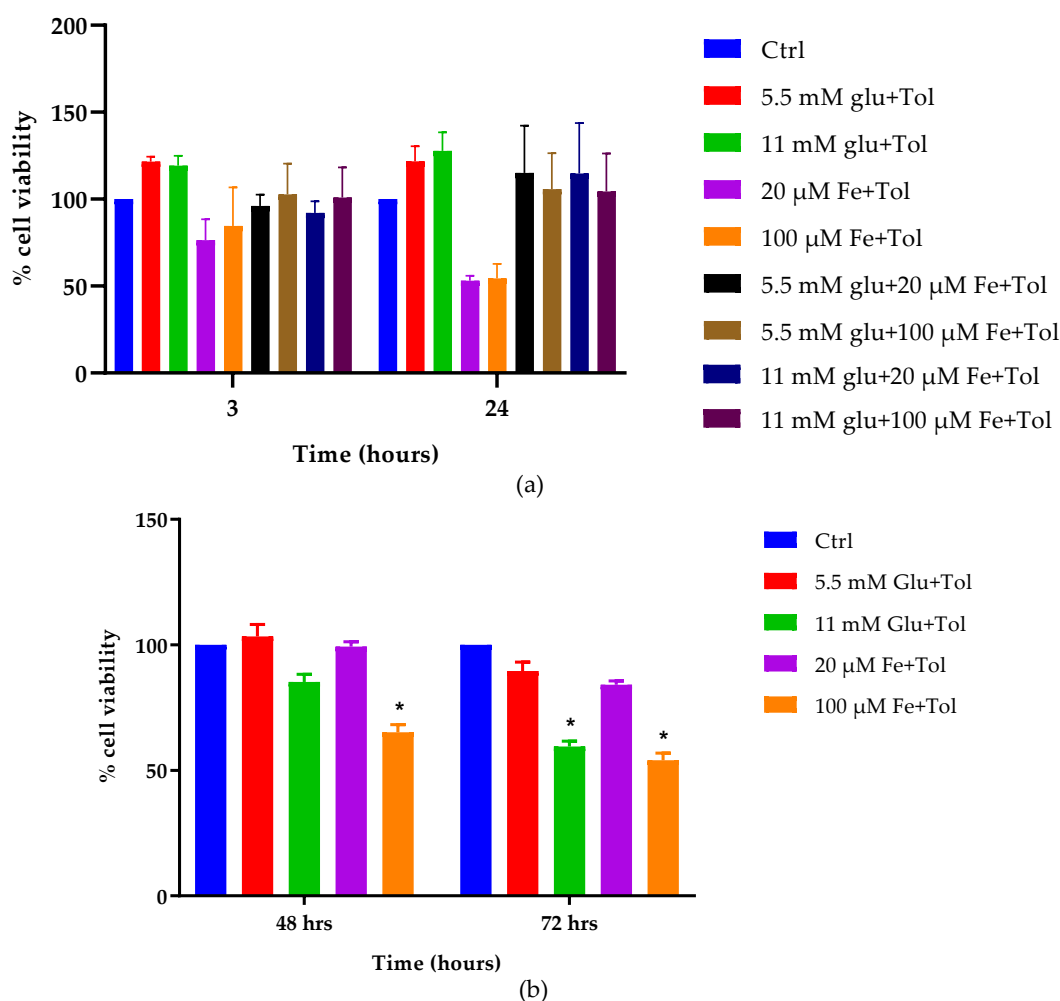 200
150
100
50
0
% cell viability
3
24
Time (hours)
Ctrl
5.5 mM glu+Tol
11 mM glu+Tol
20 µM Fe+Tol
100 µM Fe+Tol
5.5 mM glu+20 µM Fe+Tol
5.5 mM glu+100 µM Fe+Tol
11 mM glu+20 µM Fe+Tol
11 mM glu+100 µM Fe+Tol
(a)
150
100
50
0
% cell viability
*
*
*
48 hrs
72 hrs
Time (hours)
Ctrl
5.5 mM Glu+Tol
11 mM Glu+Tol
20 µM Fe+Tol
100 µM Fe+Tol
(b)